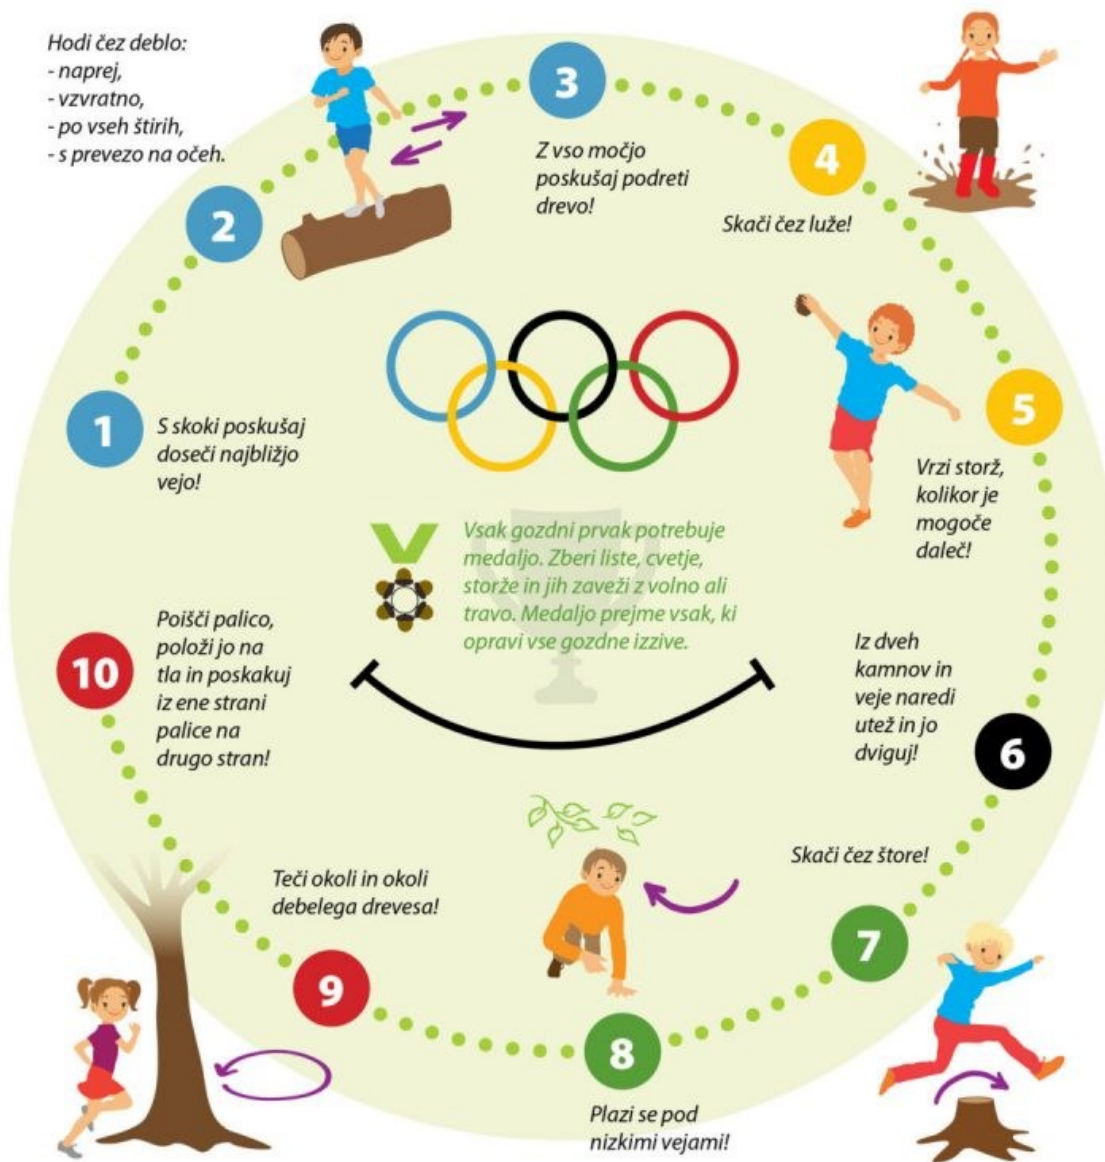 1
S skoki poskušaj
doseči najbližjo
vejo!
2
Hodi čez deblo:
- naprej,
- vzvratno,
- po vseh štirih,
- s prevezo na očeh.
3
Z vso močjo
poskušaj podreti
drevo!
4
Skači čez luže!
5
Vrzi storž,
kolikor je
mogoče
daleč!
6
Iz dveh
kamnov in
veje naredi
utež in jo
dviguj!
7
Skači čez štore!
8
Plazi se pod
nizkimi vejami!
9
Teči okoli in okoli
debelega drevesa!
10
Poišči palico,
položi jo na
tla in poskakuj
iz ene strani
palice na
drugo stran!
Vsak gozdni prvak potrebuje
medaljo. Zberi liste, cvetje,
storže in jih zaveži z volno ali
travo. Medaljo prejme vsak, ki
opravi vse gozdne izzive.